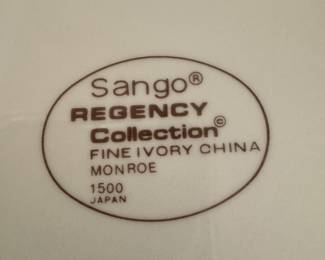 Sango®
REGENCY
Collection©
FINE IVORY CHINA
MONROE
1500
JAPAN